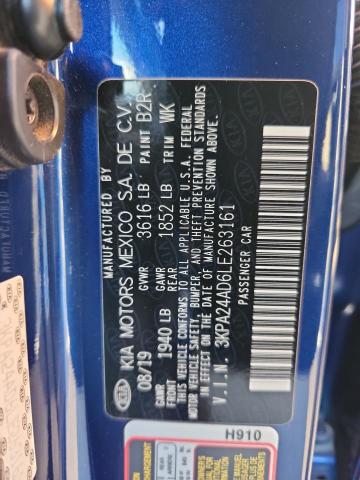 MANUFACTURED BY
KIA MOTORS MEXICO S.A. DE C.V.
08/19 GVWR 3616 LB PAINT B2R
GAWR FRONT 1940 LB GAWR REAR 1852 LB TRIM WK
THIS VEHICLE CONFORMS TO ALL APPLICABLE U.S.A. FEDERAL
MOTOR VEHICLE SAFETY, BUMPER, AND THEFT PREVENTION STANDARDS
IN EFFECT ON THE DATE OF MANUFACTURE SHOWN ABOVE.
V.I.N. 3KPA24AD6LE269161
PASSENGER CAR
KIA
H910